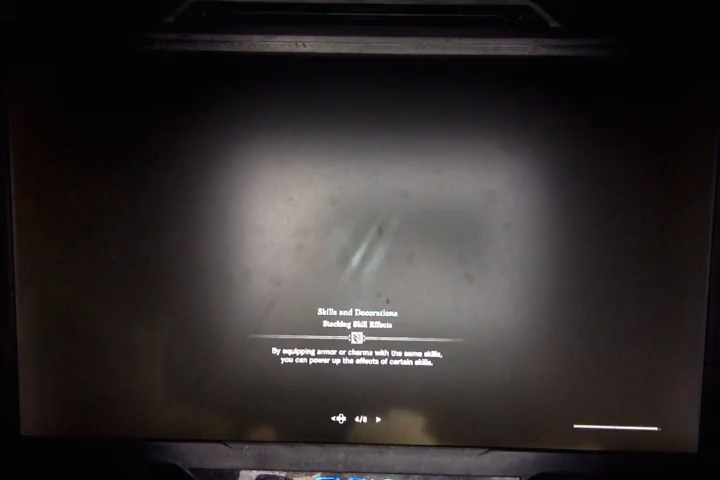 Skills and Decorations
Stacking Skill Effects
By equipping armor or charms with the same skills,
you can power up the effects of certain skills.
4/8